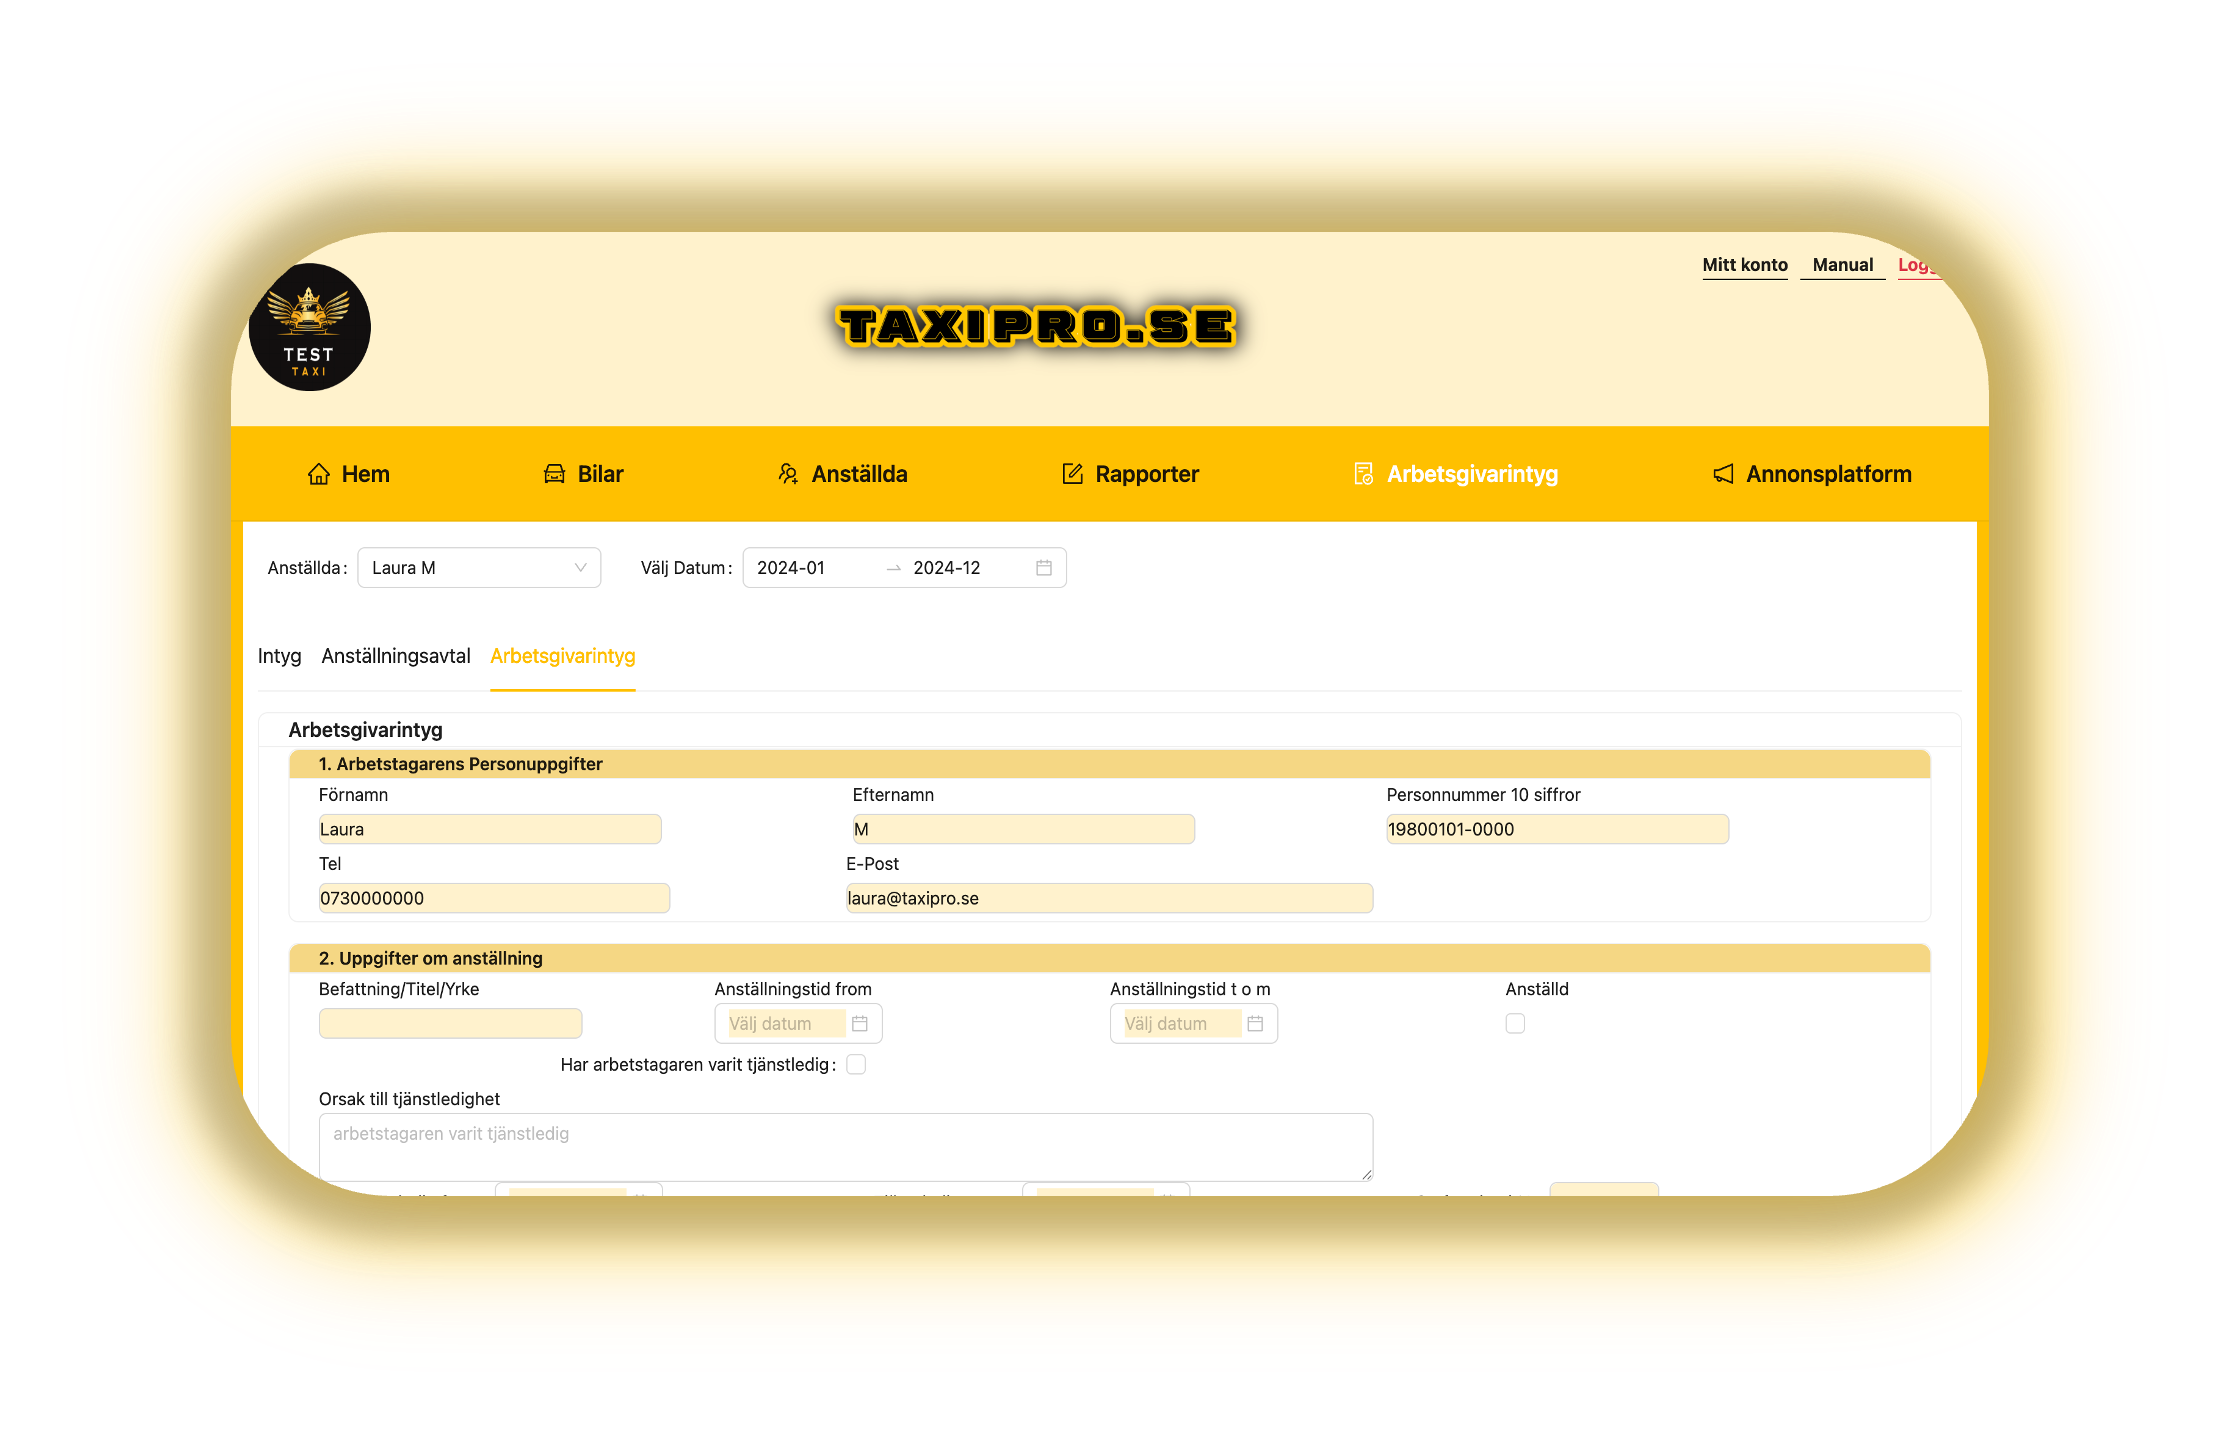 Mitt konto Manual
TAXIPRO.SE
TEST
TAXI
Hem Bilar Anställda Rapporter Arbetsgivarintyg Annonsplatform
Anställda: Laura M Välj Datum: 2024-01 → 2024-12
Intyg Anställningsavtal Arbetsgivarintyg
Arbetsgivarintyg
1. Arbetstagarens Personuppgifter
Förnamn Efternamn Personnummer 10 siffror
Laura M 19800101-0000
Tel E-Post
0730000000 laura@taxipro.se
2. Uppgifter om anställning
Befattning/Titel/Yrke Anställningstid from Anställningstid t o m Anställd
Välj datum Välj datum
Har arbetstagaren varit tjänstledig:
Orsak till tjänstledighet
arbetstagaren varit tjänstledig